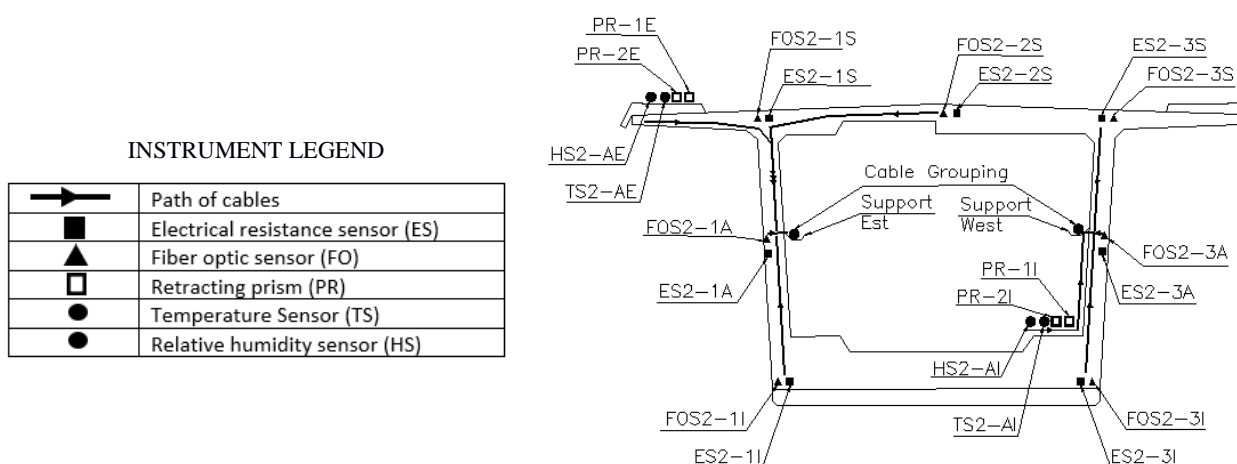 INSTRUMENT LEGEND
Path of cables
Electrical resistance sensor (ES)
Fiber optic sensor (FO)
Retracting prism (PR)
Temperature Sensor (TS)
Relative humidity sensor (HS)
PR-1E
PR-2E
FOS2-1S
ES2-1S
FOS2-2S
ES2-2S
ES2-3S
FOS2-3S
HS2-AE
TS2-AE
Cable Grouping
Support
Est
Support
West
FOS2-1A
ES2-1A
FOS2-3A
ES2-3A
PR-1I
PR-2I
HS2-AI
TS2-AI
FOS2-1I
ES2-1I
FOS2-3I
ES2-3I